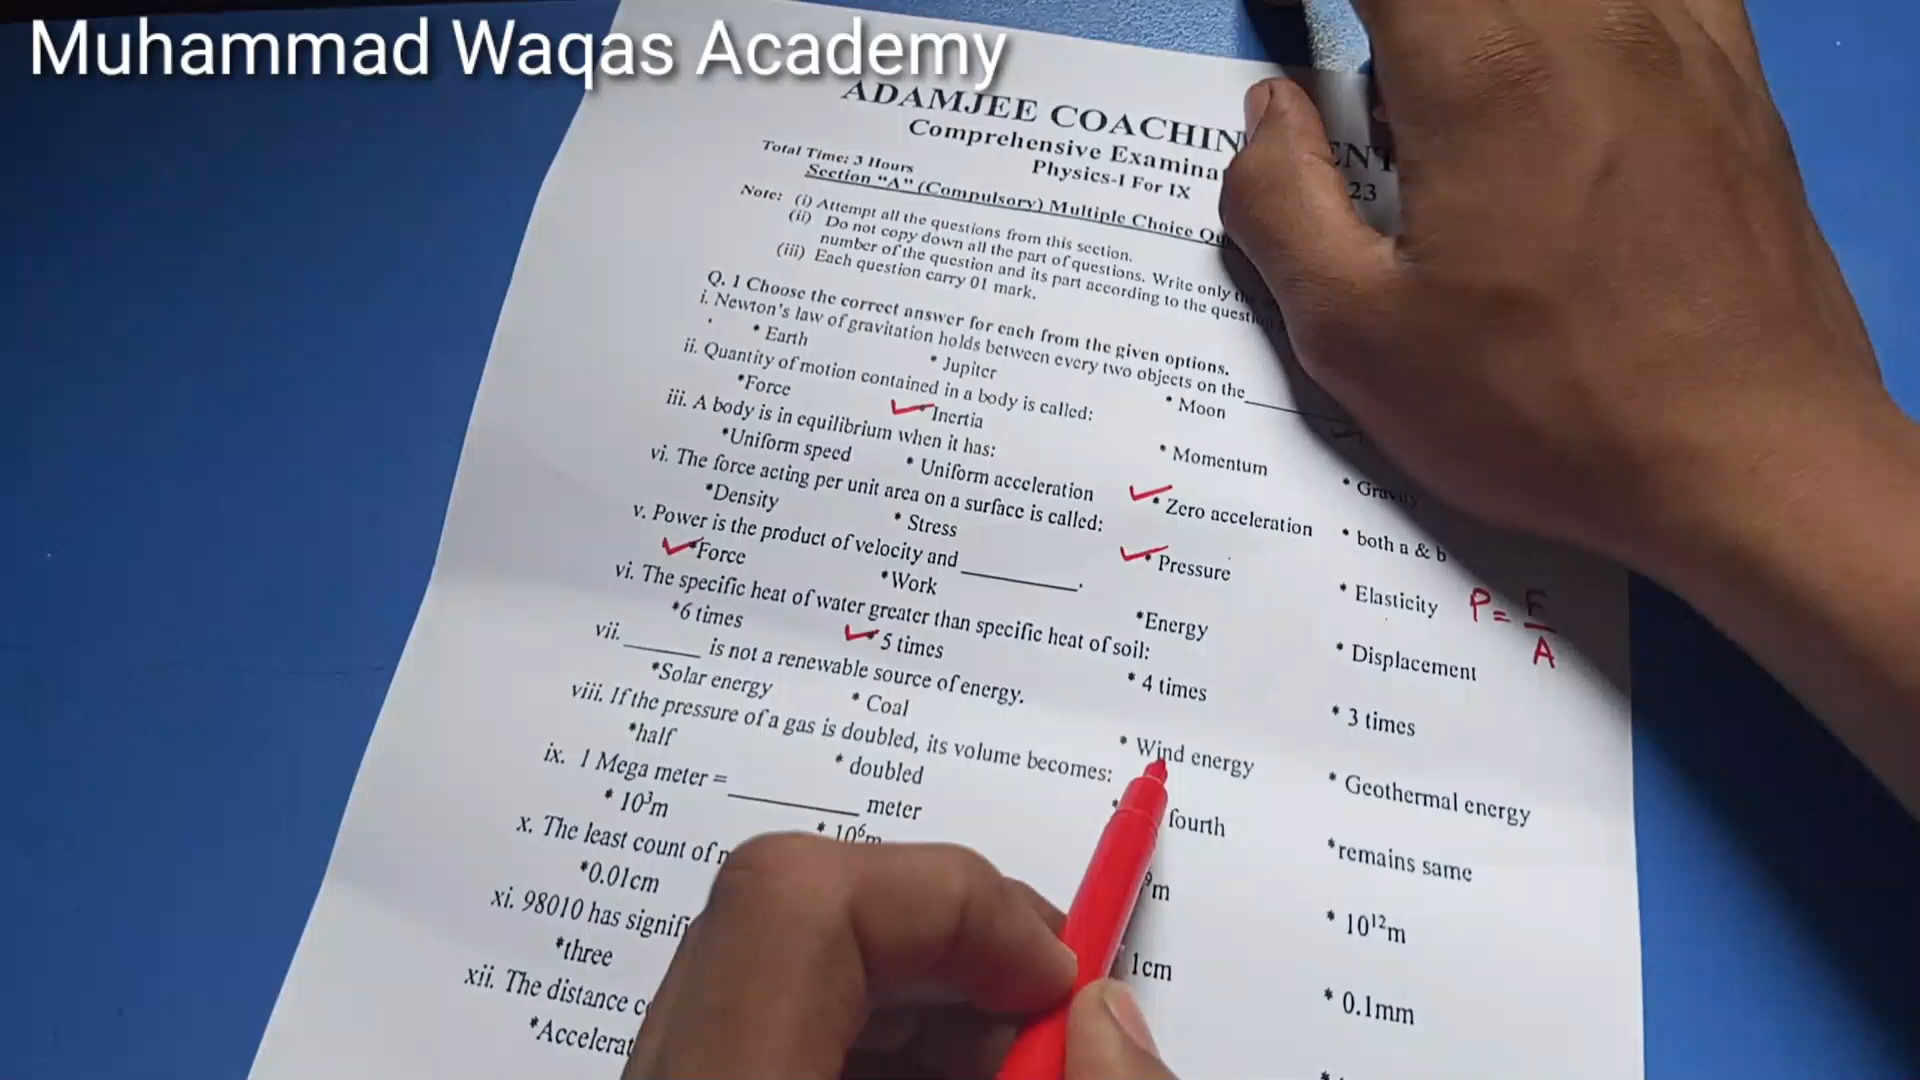 Muhammad Waqas Academy
ADAMJEE COACHIN ENT
Comprehensive Examina
Physics-I For IX 23
Total Time: 3 Hours
Section "A" (Compulsory) Multiple Choice Qu
Note: (i) Attempt all the questions from this section.
(ii) Do not copy down all the part of questions. Write only
number of the question and its part according to the question
(iii) Each question carry 01 mark.
Q. 1 Choose the correct answer for each from the given options.
i. Newton's law of gravitation holds between every two objects on the
* Earth * Jupiter * Moon
ii. Quantity of motion contained in a body is called:
*Force * Inertia * Momentum * Gravity
iii. A body is in equilibrium when it has:
*Uniform speed * Uniform acceleration * Zero acceleration * both a & b
vi. The force acting per unit area on a surface is called:
*Density * Stress * Pressure * Elasticity P = F/A
v. Power is the product of velocity and ________.
*Force *Work *Energy * Displacement
vi. The specific heat of water greater than specific heat of soil:
*6 times * 5 times * 4 times * 3 times
vii. ______ is not a renewable source of energy.
*Solar energy * Coal * Wind energy * Geothermal energy
viii. If the pressure of a gas is doubled, its volume becomes:
*half * doubled fourth *remains same
ix. 1 Mega meter = ________ meter
* 10³m * 10⁶m ⁹m * 10¹²m
x. The least count of
*0.01cm 1cm * 0.1mm
xi. 98010 has signifi
*three
xii. The distance c
*Accelerat